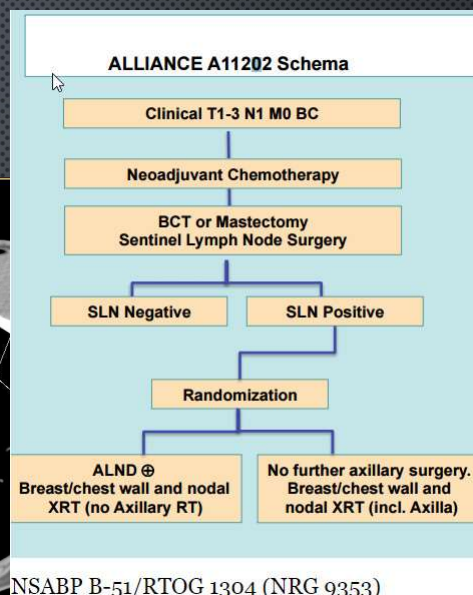 ALLIANCE A11202 Schema
Clinical T1-3 N1 M0 BC
Neoadjuvant Chemotherapy
BCT or Mastectomy
Sentinel Lymph Node Surgery
SLN Negative
SLN Positive
Randomization
ALND ⊕
Breast/chest wall and nodal
XRT (no Axillary RT)
No further axillary surgery.
Breast/chest wall and
nodal XRT (incl. Axilla)
NSABP B-51/RTOG 1304 (NRG 9353)